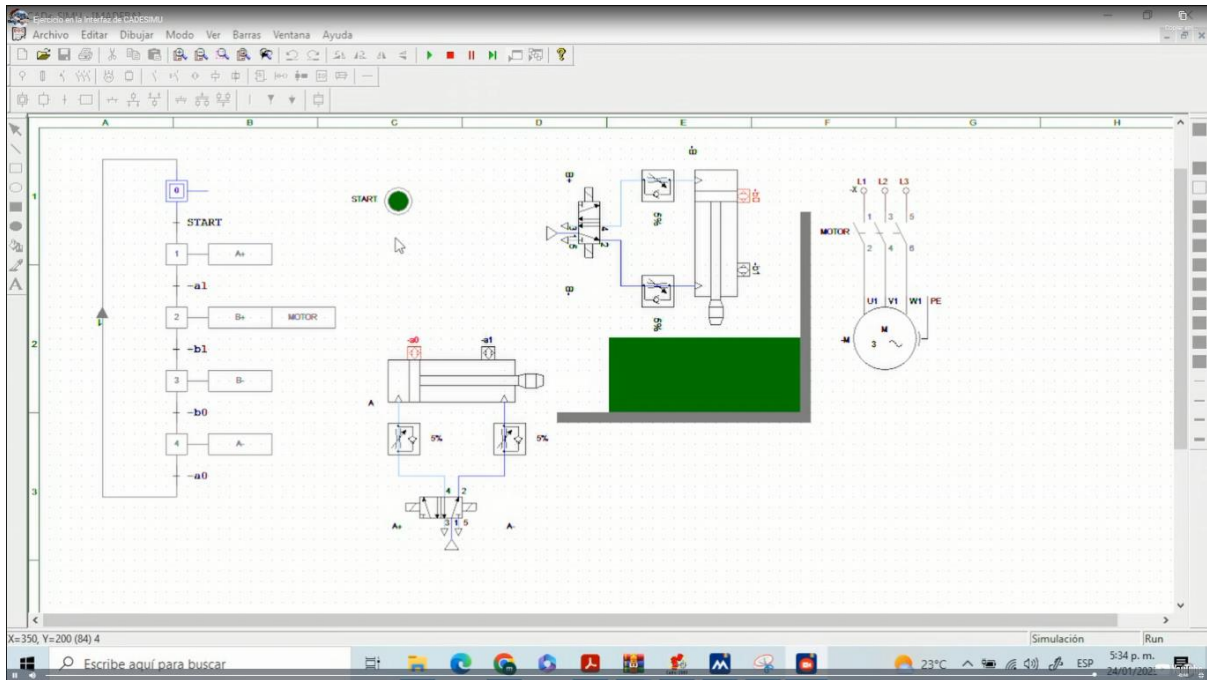 Ejercicio en la Interfaz de CADESIMU
Archivo Editar Dibujar Modo Ver Barras Ventana Ayuda
A B C D E F G H
1
2
3
0
START
1 A+
-a1
2 B+ MOTOR
-b1
3 B-
-b0
4 A-
-a0
START
-a0 -a1
A
5% 5%
4 2
A+ 3 1 5 A-
5%
5%
4
2
L1 L2 L3
-X
1 3 5
MOTOR
2 4 6
U1 V1 W1 PE
-M
M
3
X=350, Y=200 (84) 4
Simulación Run
Escribe aquí para buscar
23°C ESP
5:34 p. m.